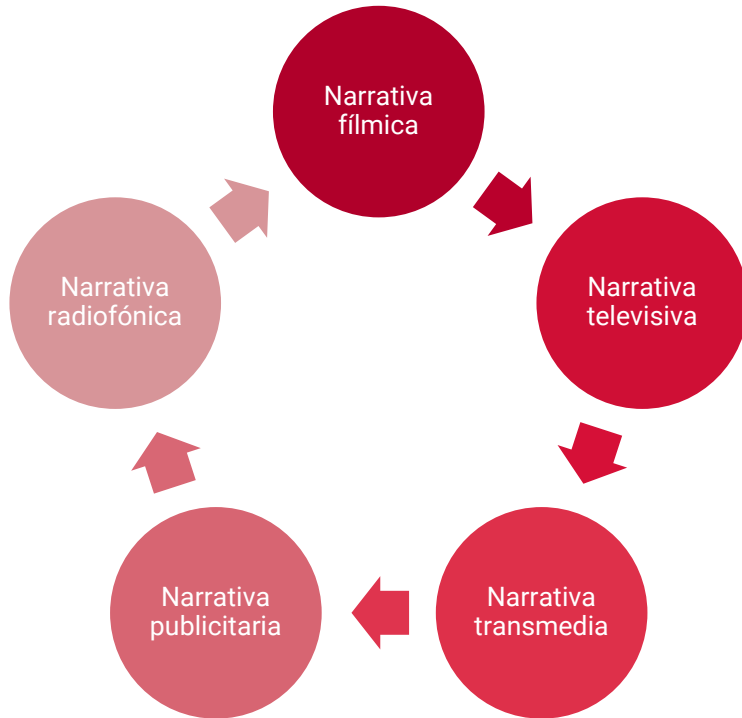 Narrativa
fílmica
Narrativa
televisiva
Narrativa
transmedia
Narrativa
publicitaria
Narrativa
radiofónica